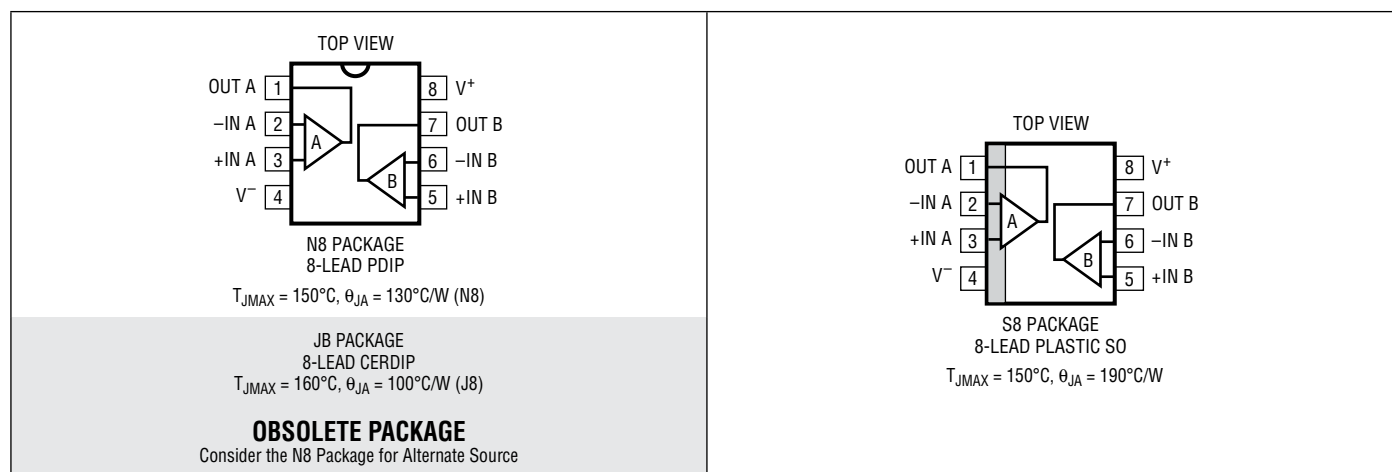 TOP VIEW
OUT A 1
–IN A 2
+IN A 3
V– 4
8 V+
7 OUT B
6 –IN B
5 +IN B
A
B
N8 PACKAGE
8-LEAD PDIP
TJMAX = 150°C, θJA = 130°C/W (N8)
JB PACKAGE
8-LEAD CERDIP
TJMAX = 160°C, θJA = 100°C/W (J8)
OBSOLETE PACKAGE
Consider the N8 Package for Alternate Source
TOP VIEW
OUT A 1
–IN A 2
+IN A 3
V– 4
8 V+
7 OUT B
6 –IN B
5 +IN B
A
B
S8 PACKAGE
8-LEAD PLASTIC SO
TJMAX = 150°C, θJA = 190°C/W